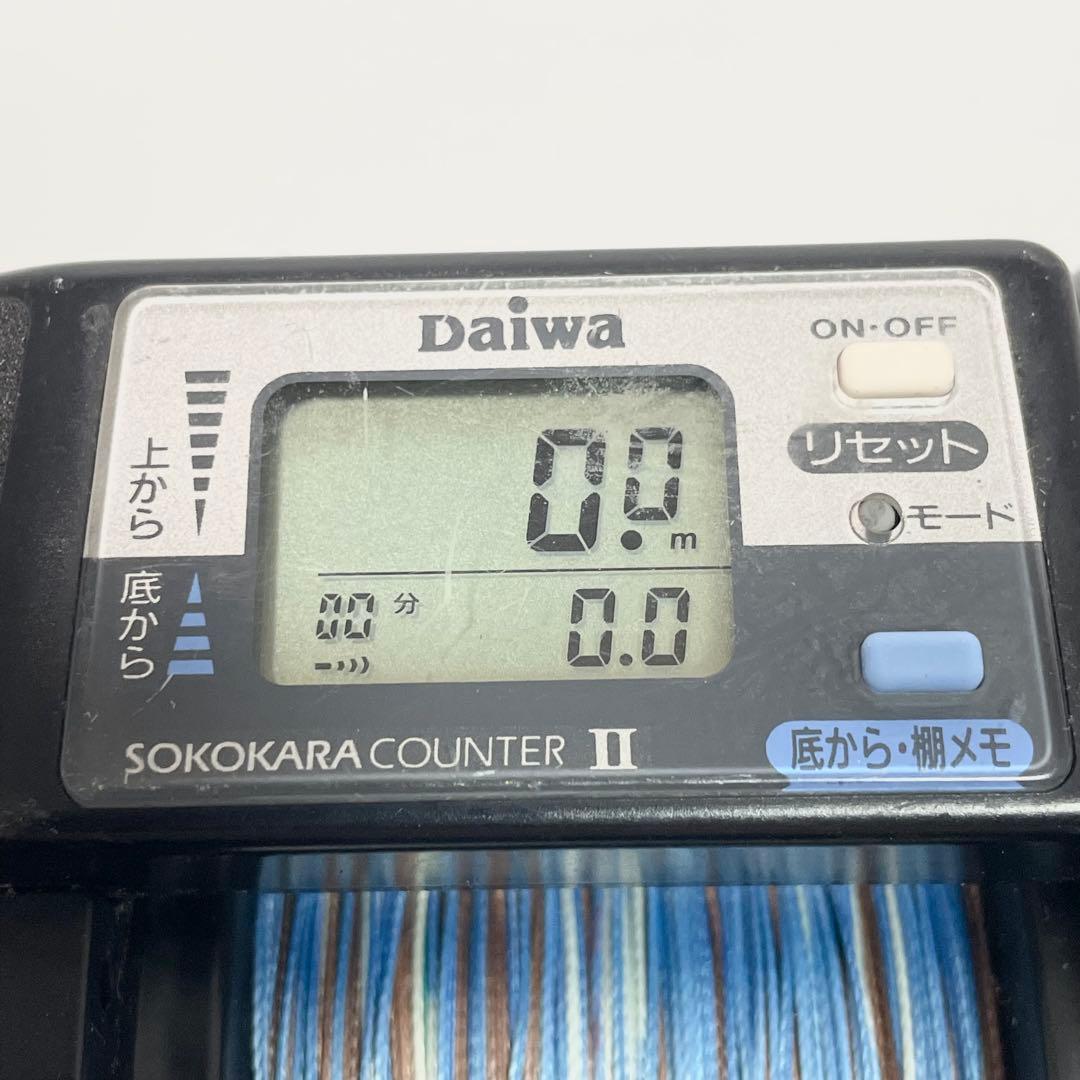 Daiwa
ON・OFF
リセット
モード
上から
底から
0.0 m
00 分
0.0
SOKOKARA COUNTER II
底から・棚メモ